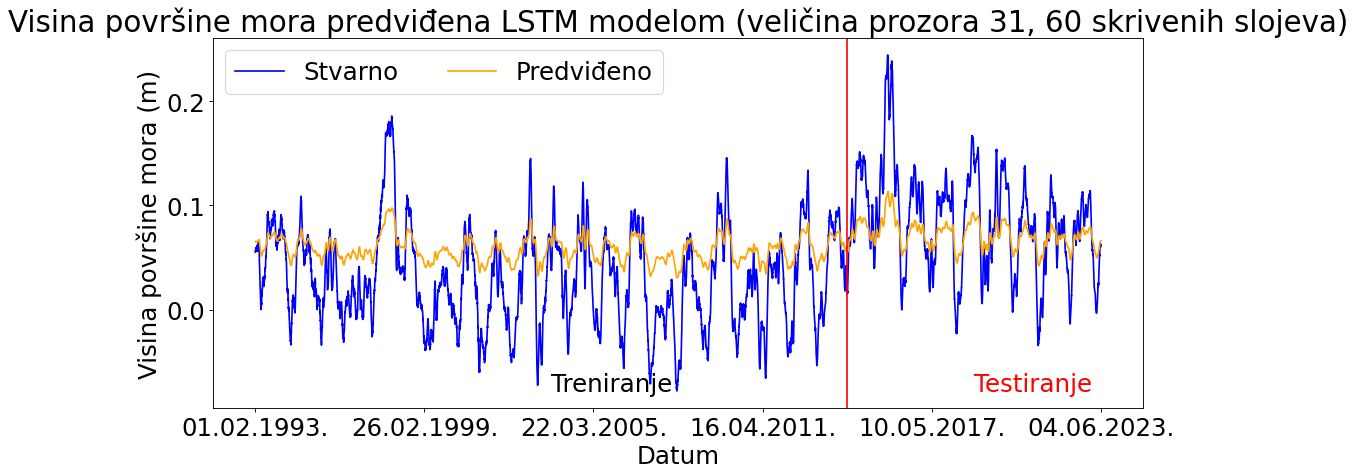 Visina površine mora predviđena LSTM modelom (veličina prozora 31, 60 skrivenih slojeva)
Stvarno
Predviđeno
Visina površine mora (m)
0.2
0.1
0.0
Treniranje
Testiranje
01.02.1993.
26.02.1999.
22.03.2005.
16.04.2011.
10.05.2017.
04.06.2023.
Datum